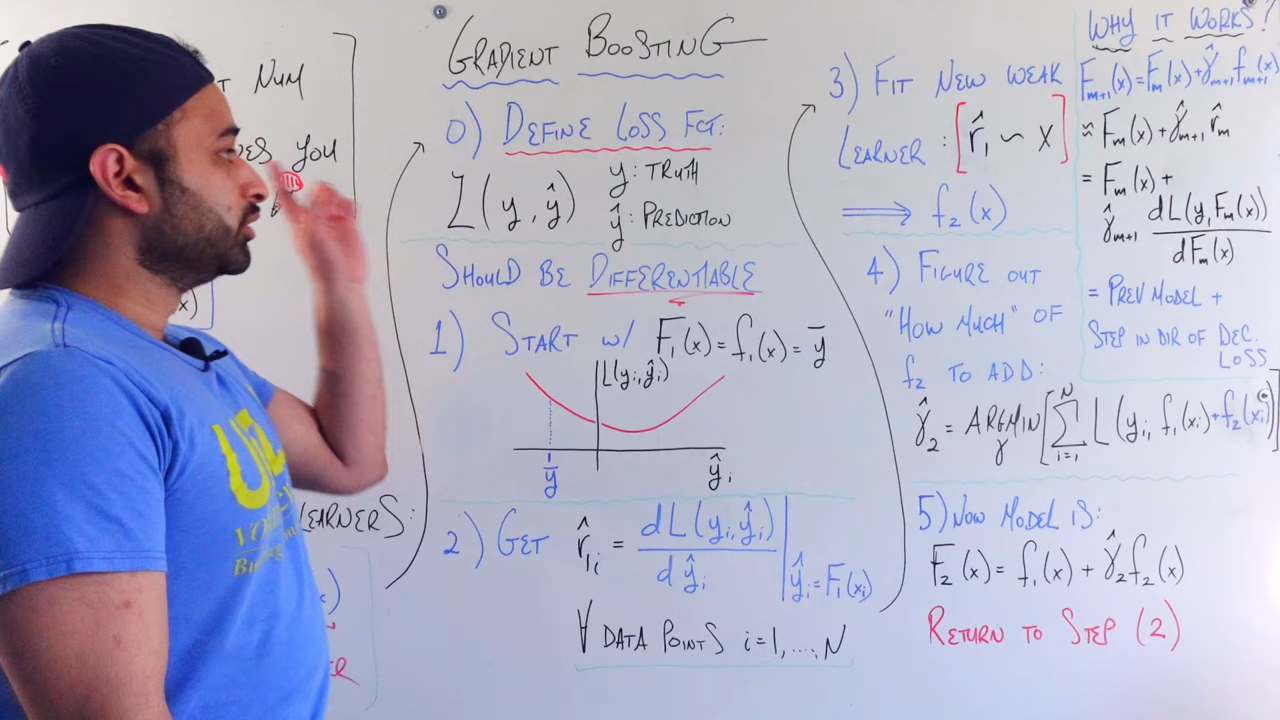 NUM
YOU
LEARNERS:
GRADIENT BOOSTING
0) DEFINE LOSS FCT:
L(y, ŷ)
y: TRUTH
ŷ: PREDICTION
SHOULD BE DIFFERENTIABLE
1) START w/ F₁(x) = f₁(x) = ȳ
L(yᵢ, ŷᵢ)
ȳ
ŷᵢ
2) GET r̂₁ᵢ = dL(yᵢ, ŷᵢ) / dŷᵢ | ŷᵢ = F₁(xᵢ)
∀ DATA POINTS i = 1, ..., N
3) FIT NEW WEAK
LEARNER: [r̂₁ ~ X]
⟹ f₂(x)
4) FIGURE OUT
"HOW MUCH" OF
f₂ TO ADD:
γ̂₂ = ARGMIN γ [∑ i=1 N L(yᵢ, f₁(xᵢ) + f₂(xᵢ)
5) NOW MODEL IS:
F₂(x) = f₁(x) + γ̂₂f₂(x)
RETURN TO STEP (2)
WHY IT WORKS?
Fₘ₊₁(x) = Fₘ(x) + γ̂ₘ₊₁fₘ₊₁(x)
≈ Fₘ(x) + γ̂ₘ₊₁ r̂ₘ
= Fₘ(x) +
γ̂ₘ₊₁ dL(y, Fₘ(x)) / dFₘ(x)
= PREV MODEL +
STEP IN DIR OF DEC.
LOSS